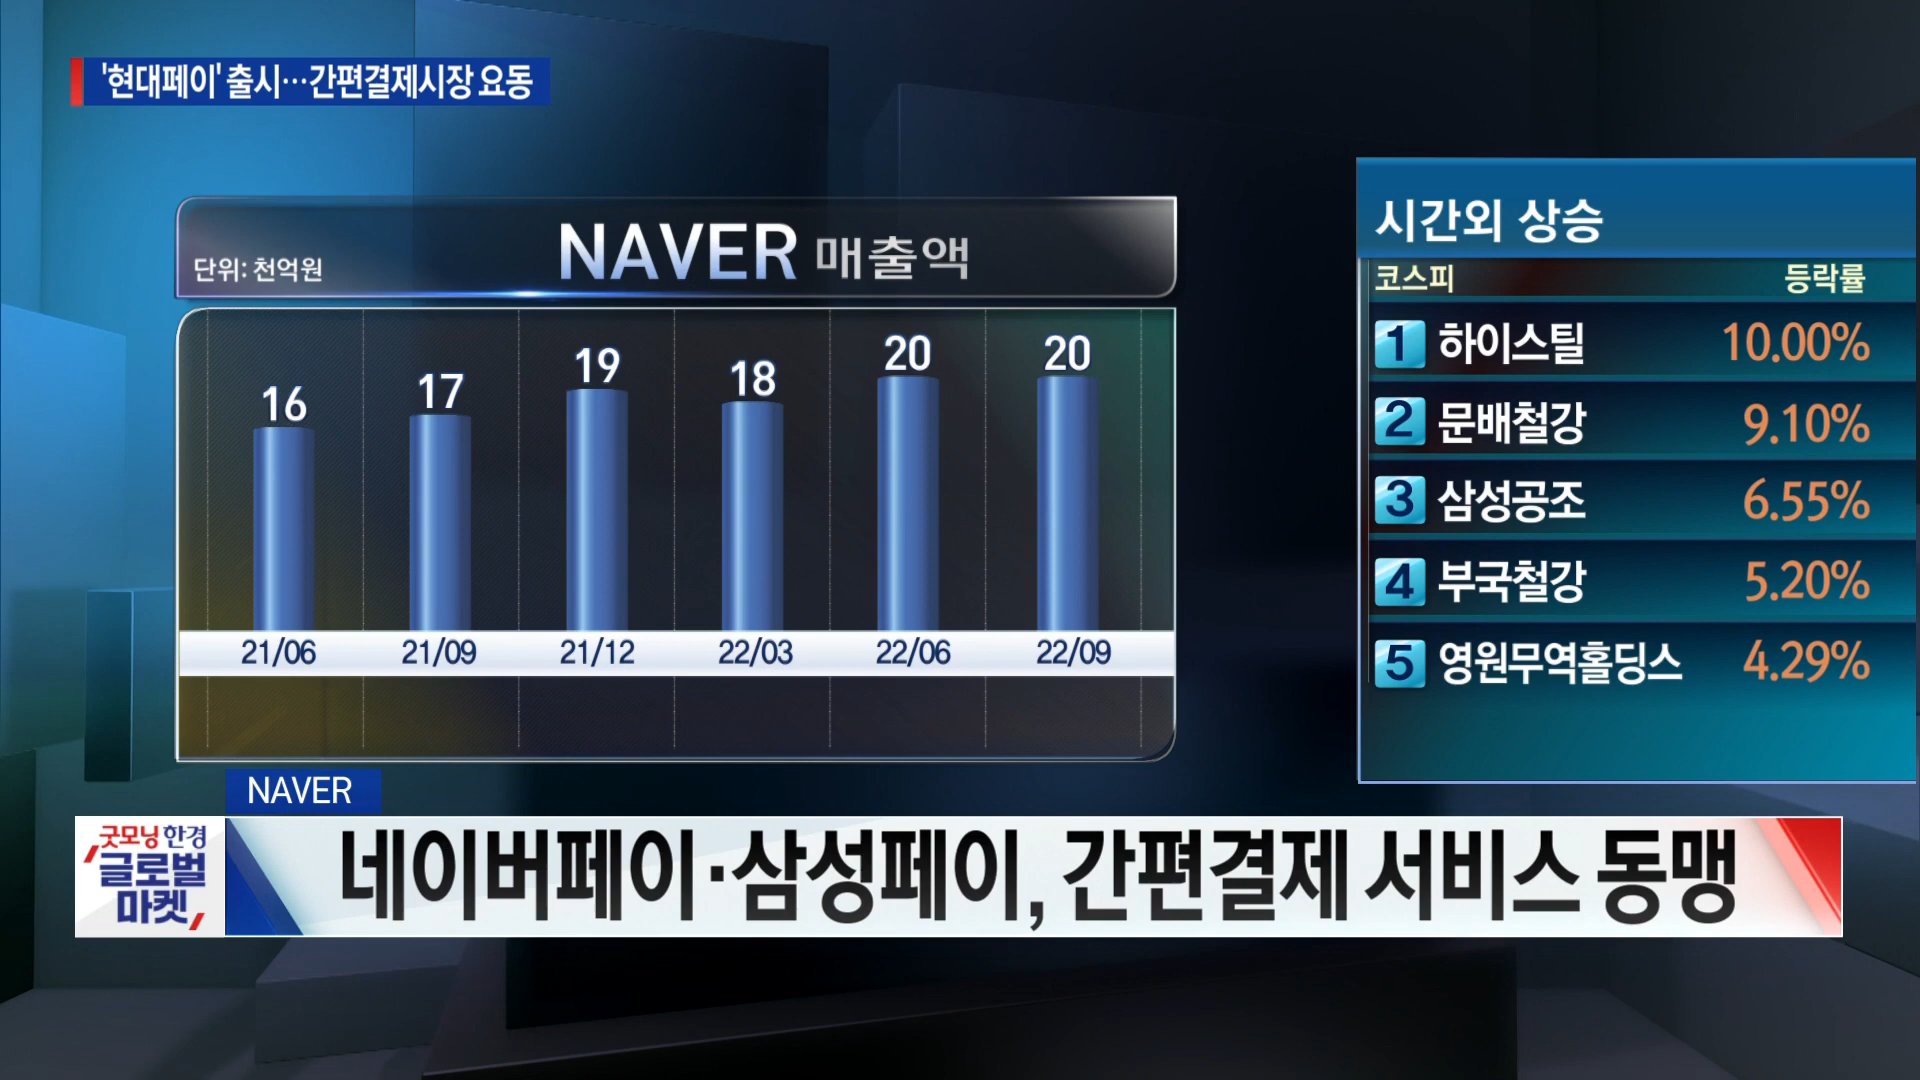 '현대페이' 출시…간편결제시장 요동
단위: 천억원
NAVER 매출액
16
17
19
18
20
20
21/06
21/09
21/12
22/03
22/06
22/09
시간외 상승
코스피 등락률
1 하이스틸 10.00%
2 문배철강 9.10%
3 삼성공조 6.55%
4 부국철강 5.20%
5 영원무역홀딩스 4.29%
NAVER
굿모닝 한경
글로벌
마켓
네이버페이·삼성페이, 간편결제 서비스 동맹